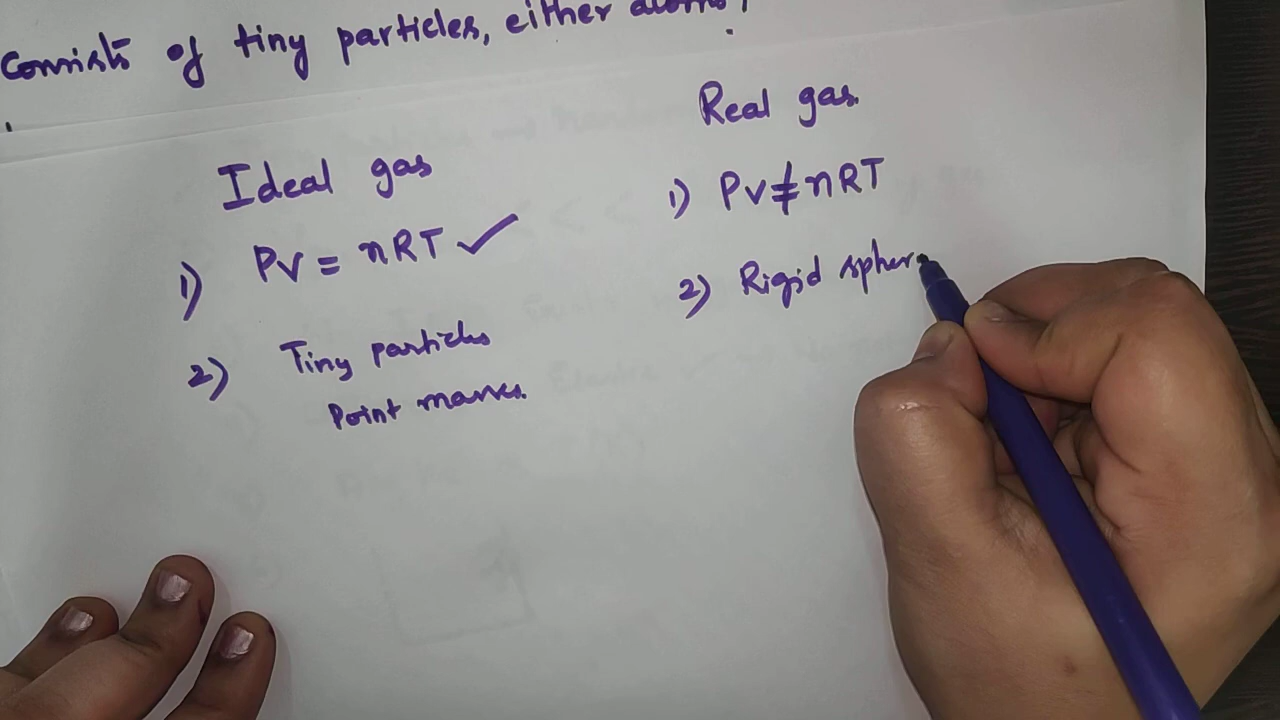 Consists of tiny particles, either atoms,
Ideal gas
1) PV = nRT ✓
2) Tiny particles
Point masses.
Real gas.
1) PV ≠ nRT
2) Rigid spher